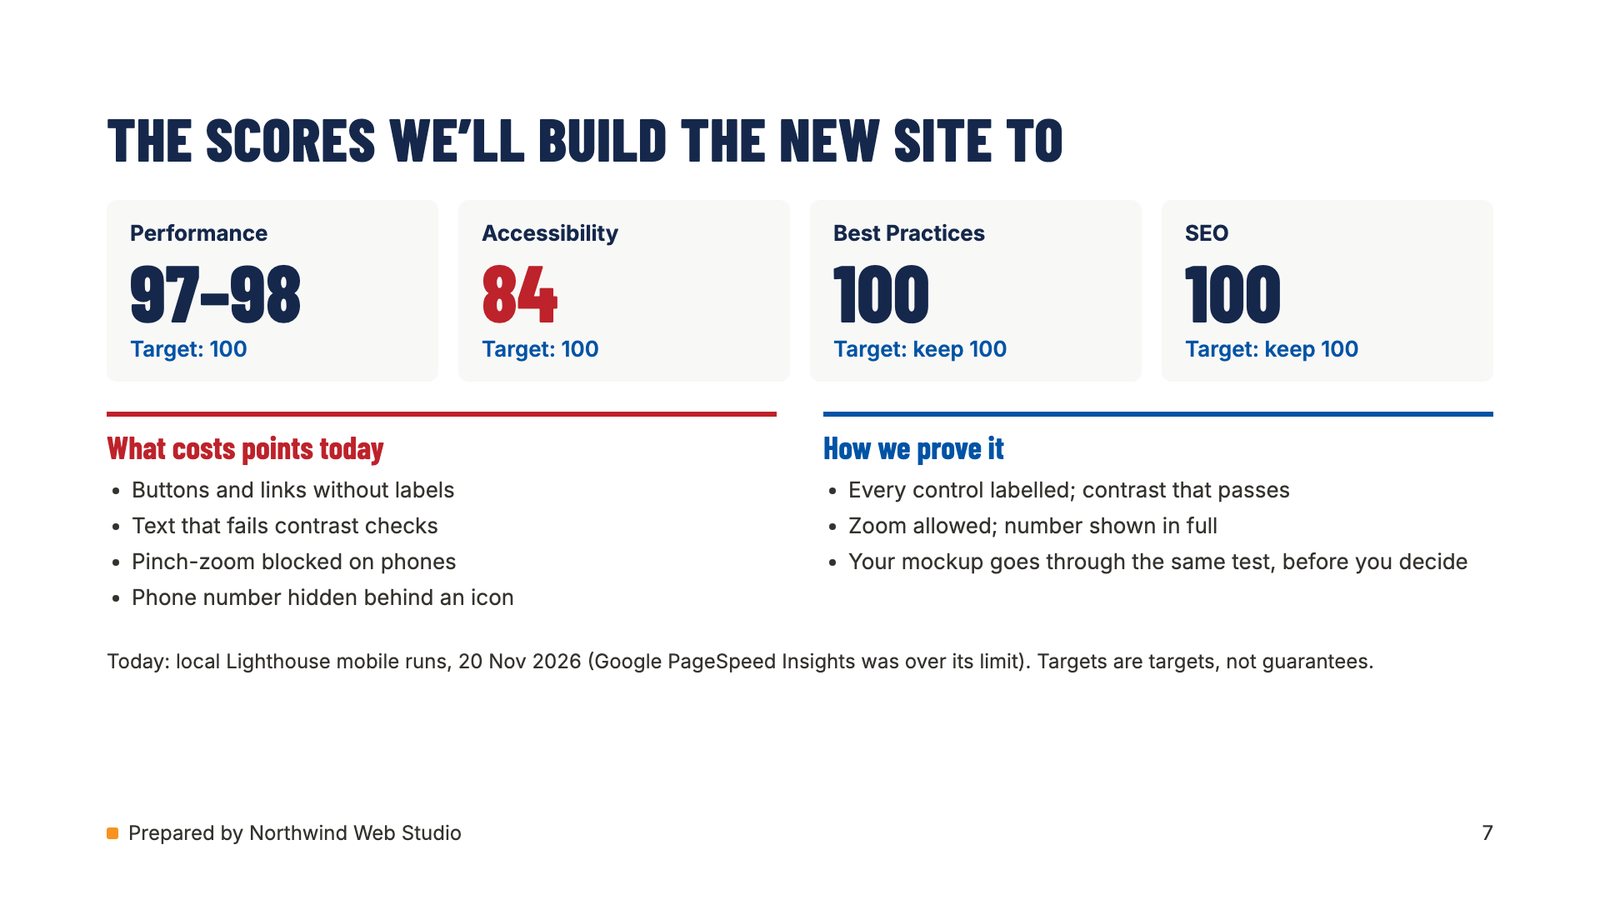 THE SCORES WE’LL BUILD THE NEW SITE TO
Performance
97–98
Target: 100
Accessibility
84
Target: 100
Best Practices
100
Target: keep 100
SEO
100
Target: keep 100
What costs points today
• Buttons and links without labels
• Text that fails contrast checks
• Pinch-zoom blocked on phones
• Phone number hidden behind an icon
How we prove it
• Every control labelled; contrast that passes
• Zoom allowed; number shown in full
• Your mockup goes through the same test, before you decide
Today: local Lighthouse mobile runs, 20 Nov 2026 (Google PageSpeed Insights was over its limit). Targets are targets, not guarantees.
Prepared by Northwind Web Studio
7